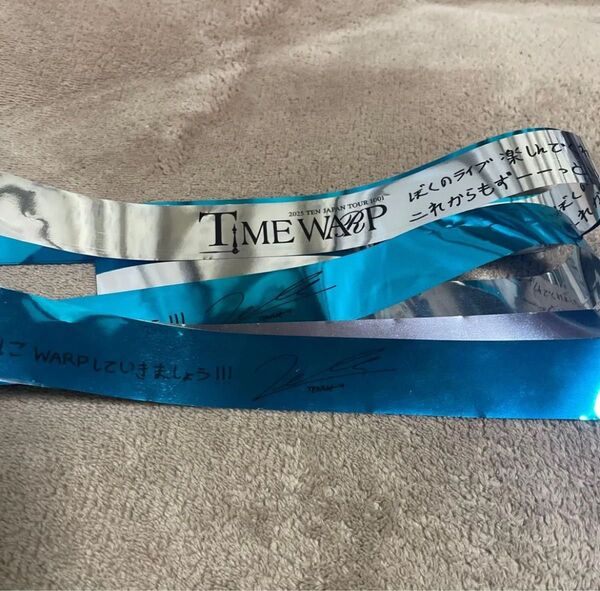 2025 TEN JAPAN TOUR 1001
TIME WARP
ぼくのライブ 楽しんで
これからもずーーっと
!!!
WARPしていきましょう!!!